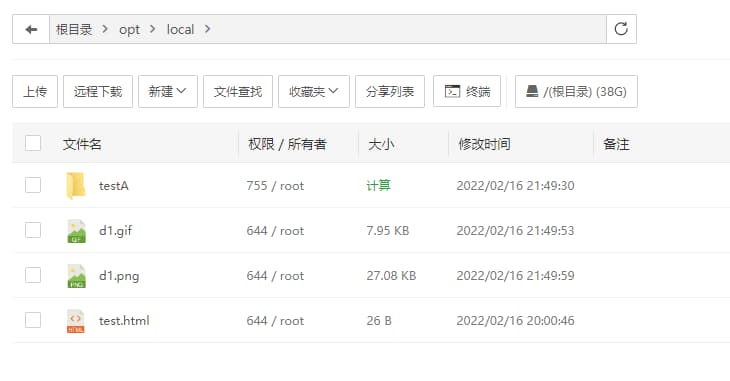 根目录 opt local
上传 远程下载 新建 文件查找 收藏夹 分享列表 终端 /(根目录) (38G)
文件名 权限 / 所有者 大小 修改时间 备注
testA 755 / root 计算 2022/02/16 21:49:30
GIF d1.gif 644 / root 7.95 KB 2022/02/16 21:49:53
PNG d1.png 644 / root 27.08 KB 2022/02/16 21:49:59
HTML test.html 644 / root 26 B 2022/02/16 20:00:46